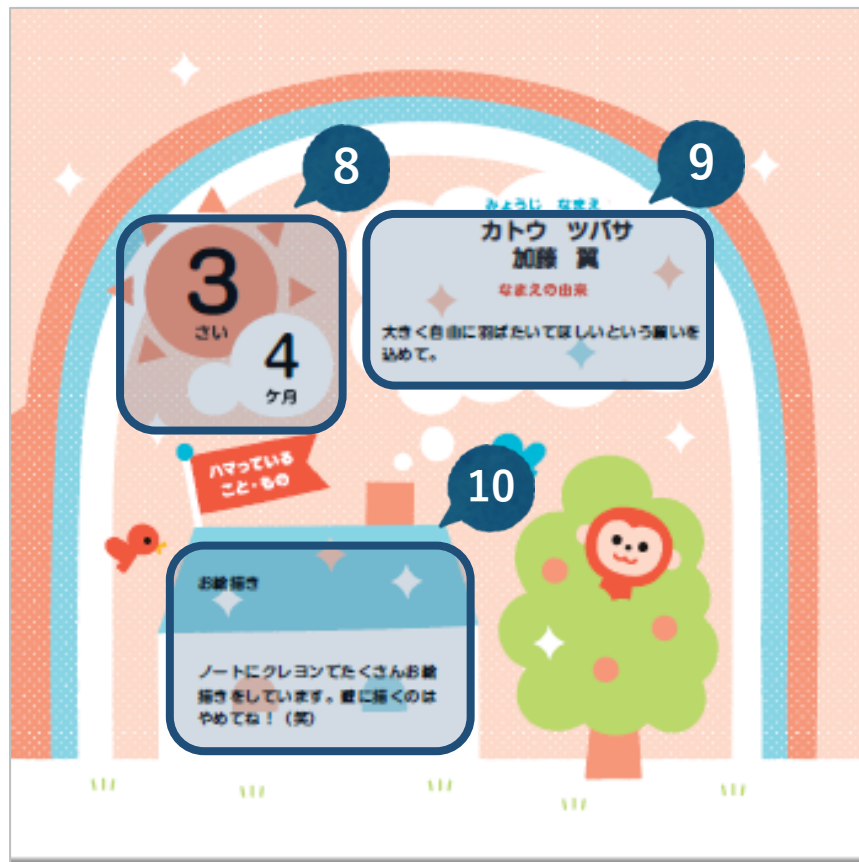 8
3
さい
4
ケ月
9
みょうじ なまえ
カトウ ツバサ
加藤 翼
なまえの由来
大きく自由に羽ばたいてほしいという願いを
込めて。
ハマっている
こと・もの
10
お絵描き
ノートにクレヨンでたくさんお絵
描きをしています。壁に描くのは
やめてね！（笑）